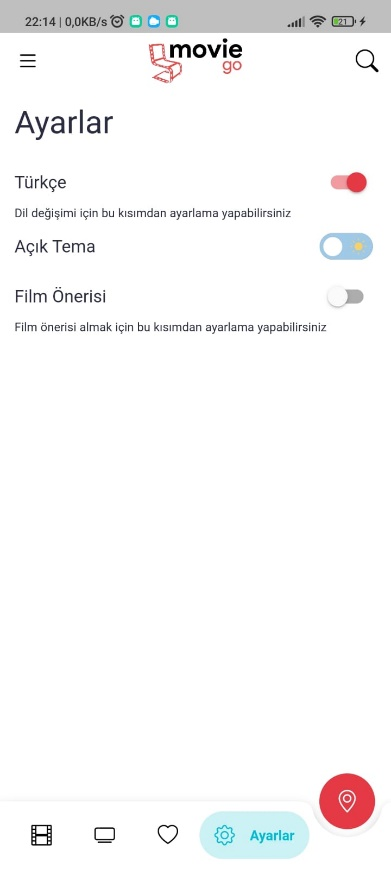 22:14 | 0,0KB/s
21
movie
go
Ayarlar
Türkçe
Dil değişimi için bu kısımdan ayarlama yapabilirsiniz
Açık Tema
Film Önerisi
Film önerisi almak için bu kısımdan ayarlama yapabilirsiniz
Ayarlar